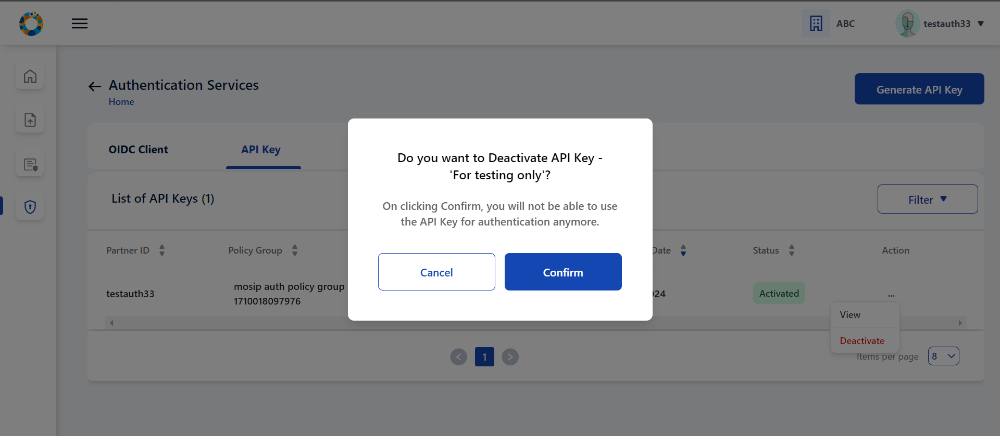 ABC
testauth33
Authentication Services
Home
Generate API Key
OIDC Client
API Key
Do you want to Deactivate API Key -
'For testing only'?
On clicking Confirm, you will not be able to use
the API Key for authentication anymore.
Cancel
Confirm
List of API Keys (1)
Filter
Partner ID
Policy Group
Date
Status
Action
testauth33
mosip auth policy group
1710018097976
024
Activated
...
View
Deactivate
1
Items per page
8